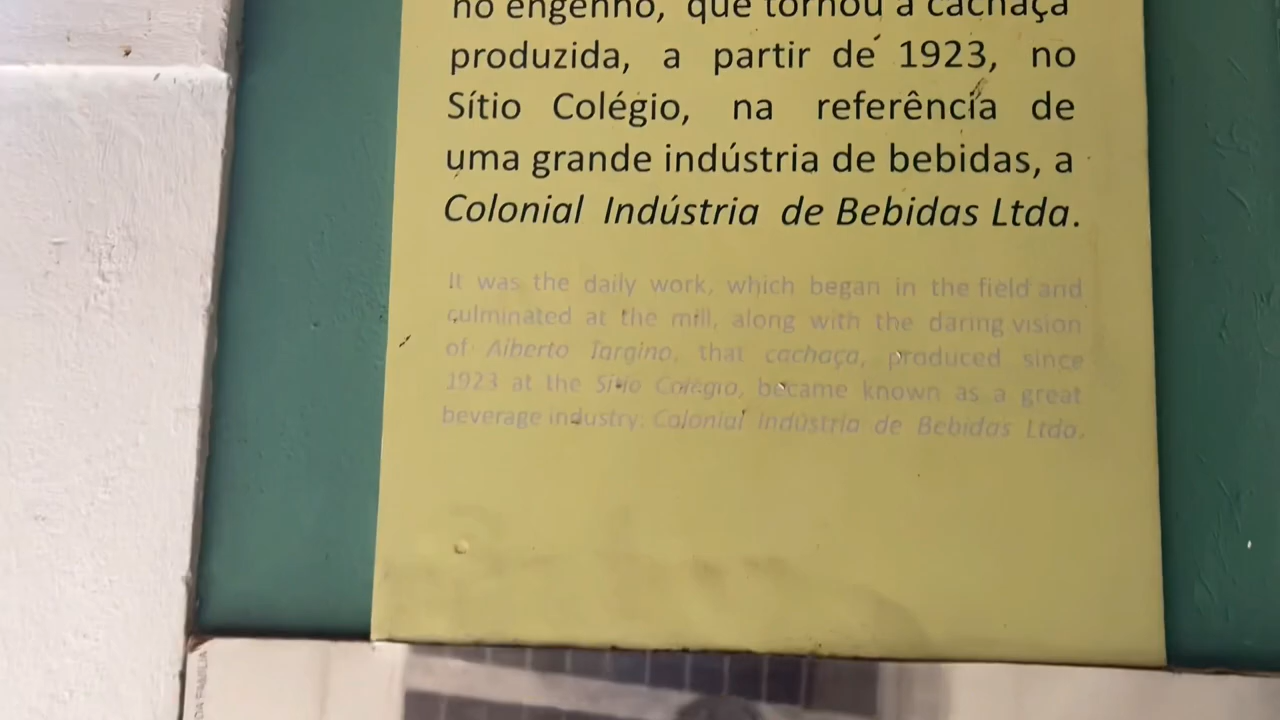 no engenho, que tornou a cachaça
produzida, a partir de 1923, no
Sítio Colégio, na referência de
uma grande indústria de bebidas, a
Colonial Indústria de Bebidas Ltda.
It was the daily work, which began in the field and
culminated at the mill, along with the daring vision
of Alberto Targino, that cachaça, produced since
1923 at the Sítio Colégio, became known as a great
beverage industry: Colonial Indústria de Bebidas Ltda.
DA FAMÍLIA